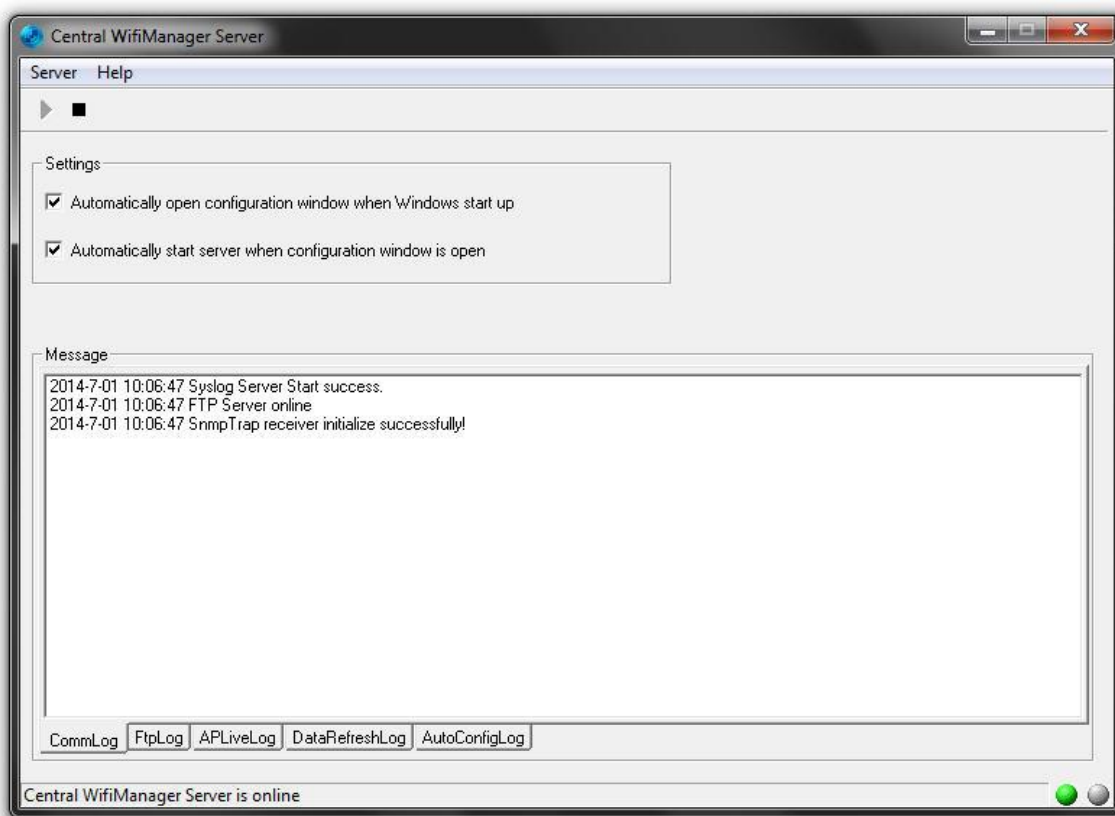 Central WifiManager Server
Server Help
Settings
Automatically open configuration window when Windows start up
Automatically start server when configuration window is open
Message
2014-7-01 10:06:47 Syslog Server Start success.
2014-7-01 10:06:47 FTP Server online
2014-7-01 10:06:47 SnmpTrap receiver initialize successfully!
CommLog FtpLog APLiveLog DataRefreshLog AutoConfigLog
Central WifiManager Server is online